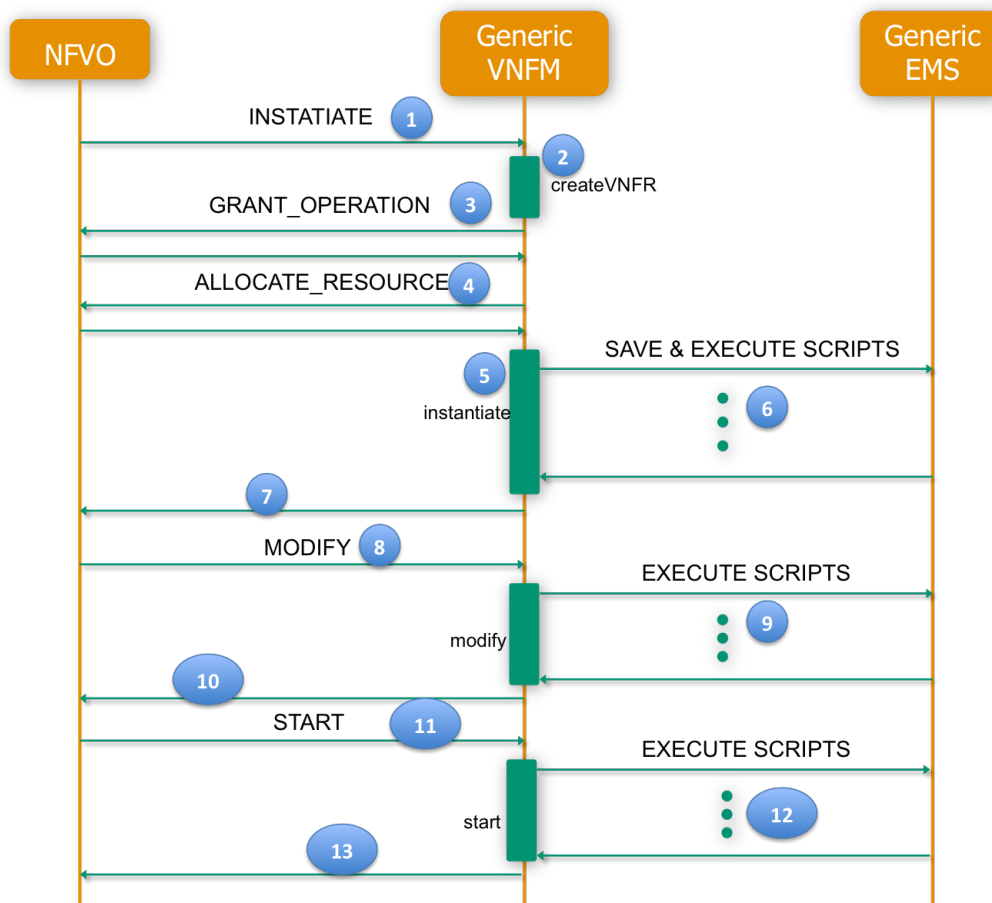 NFVO
Generic
VNFM
Generic
EMS
INSTATIATE 1
2
createVNFR
GRANT_OPERATION 3
ALLOCATE_RESOURCE 4
SAVE & EXECUTE SCRIPTS
5
6
instantiate
7
MODIFY 8
EXECUTE SCRIPTS
9
modify
10
START 11
EXECUTE SCRIPTS
12
start
13